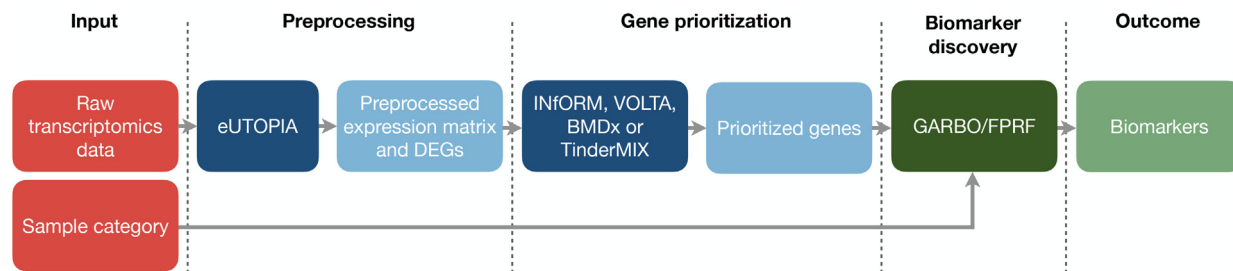 Input
Preprocessing
Gene prioritization
Biomarker
discovery
Outcome
Raw
transcriptomics
data
eUTOPIA
Preprocessed
expression matrix
and DEGs
INfORM, VOLTA,
BMDx or
TinderMIX
Prioritized genes
GARBO/FPRF
Biomarkers
Sample category